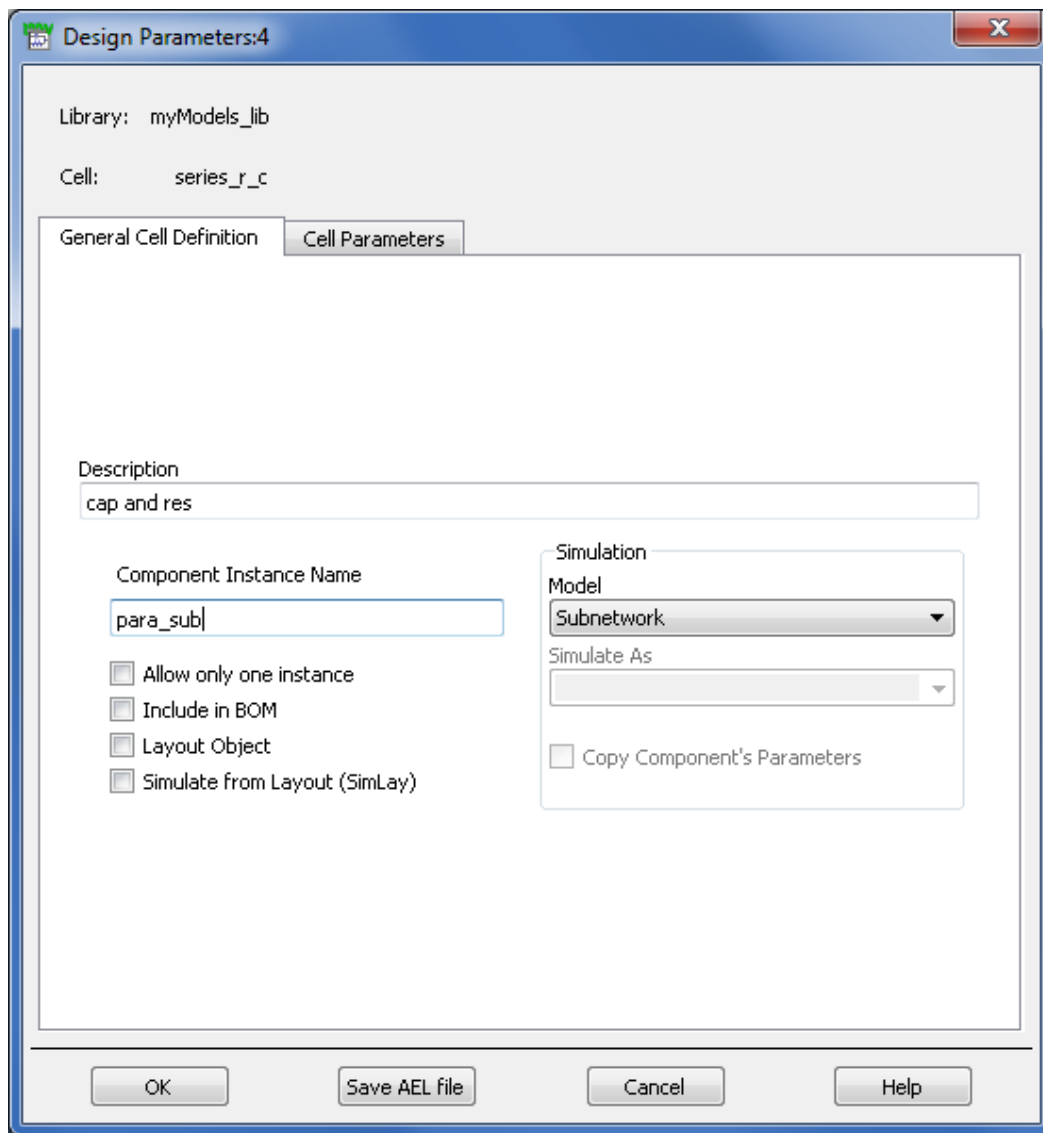 Design Parameters:4
Library: myModels_lib
Cell: series_r_c
General Cell Definition Cell Parameters
Description
cap and res
Component Instance Name
para_sub
Allow only one instance
Include in BOM
Layout Object
Simulate from Layout (SimLay)
Simulation
Model
Subnetwork
Simulate As
Copy Component's Parameters
OK Save AEL file Cancel Help